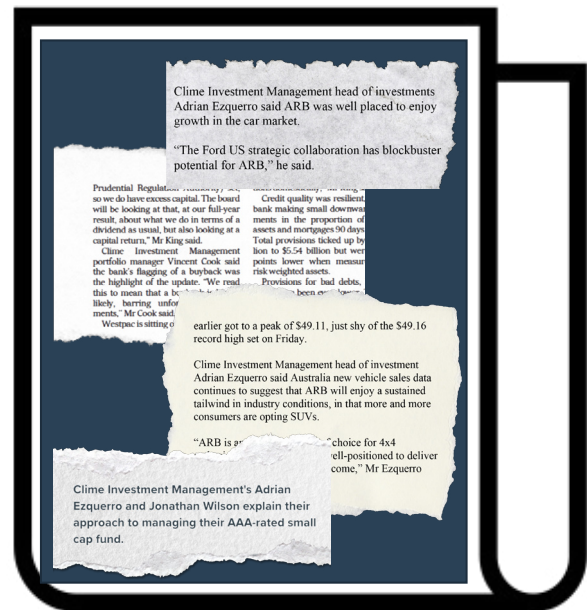 Clime Investment Management head of investments
Adrian Ezquerro said ARB was well placed to enjoy
growth in the car market.
“The Ford US strategic collaboration has blockbuster
potential for ARB,” he said.
Prudential Regulation
so we do have excess capital. The board
will be looking at that, at our full-year
result, about what we do in terms of a
dividend as usual, but also looking at a
capital return,” Mr King said.
Clime Investment Management
portfolio manager Vincent Cook said
the bank’s flagging of a buyback was
the highlight of the update. “We read
this to mean that a
likely, barring
ments,” Mr Cook said.
Westpac is sitting
Credit quality was resilient,
bank making small
ments in the proportion of
assets and mortgages 90 days
Total provisions ticked up by
lion to $5.54 billion but
points lower when
risk weighted assets.
Provisions for bad debts,
been
earlier got to a peak of $49.11, just shy of the $49.16
record high set on Friday.
Clime Investment Management head of investment
Adrian Ezquerro said Australia new vehicle sales data
continues to suggest that ARB will enjoy a sustained
tailwind in industry conditions, in that more and more
consumers are opting SUVs.
“ARB is choice for 4x4
well-positioned to deliver
come,” Mr Ezquerro
Clime Investment Management's Adrian
Ezquerro and Jonathan Wilson explain their
approach to managing their AAA-rated small
cap fund.